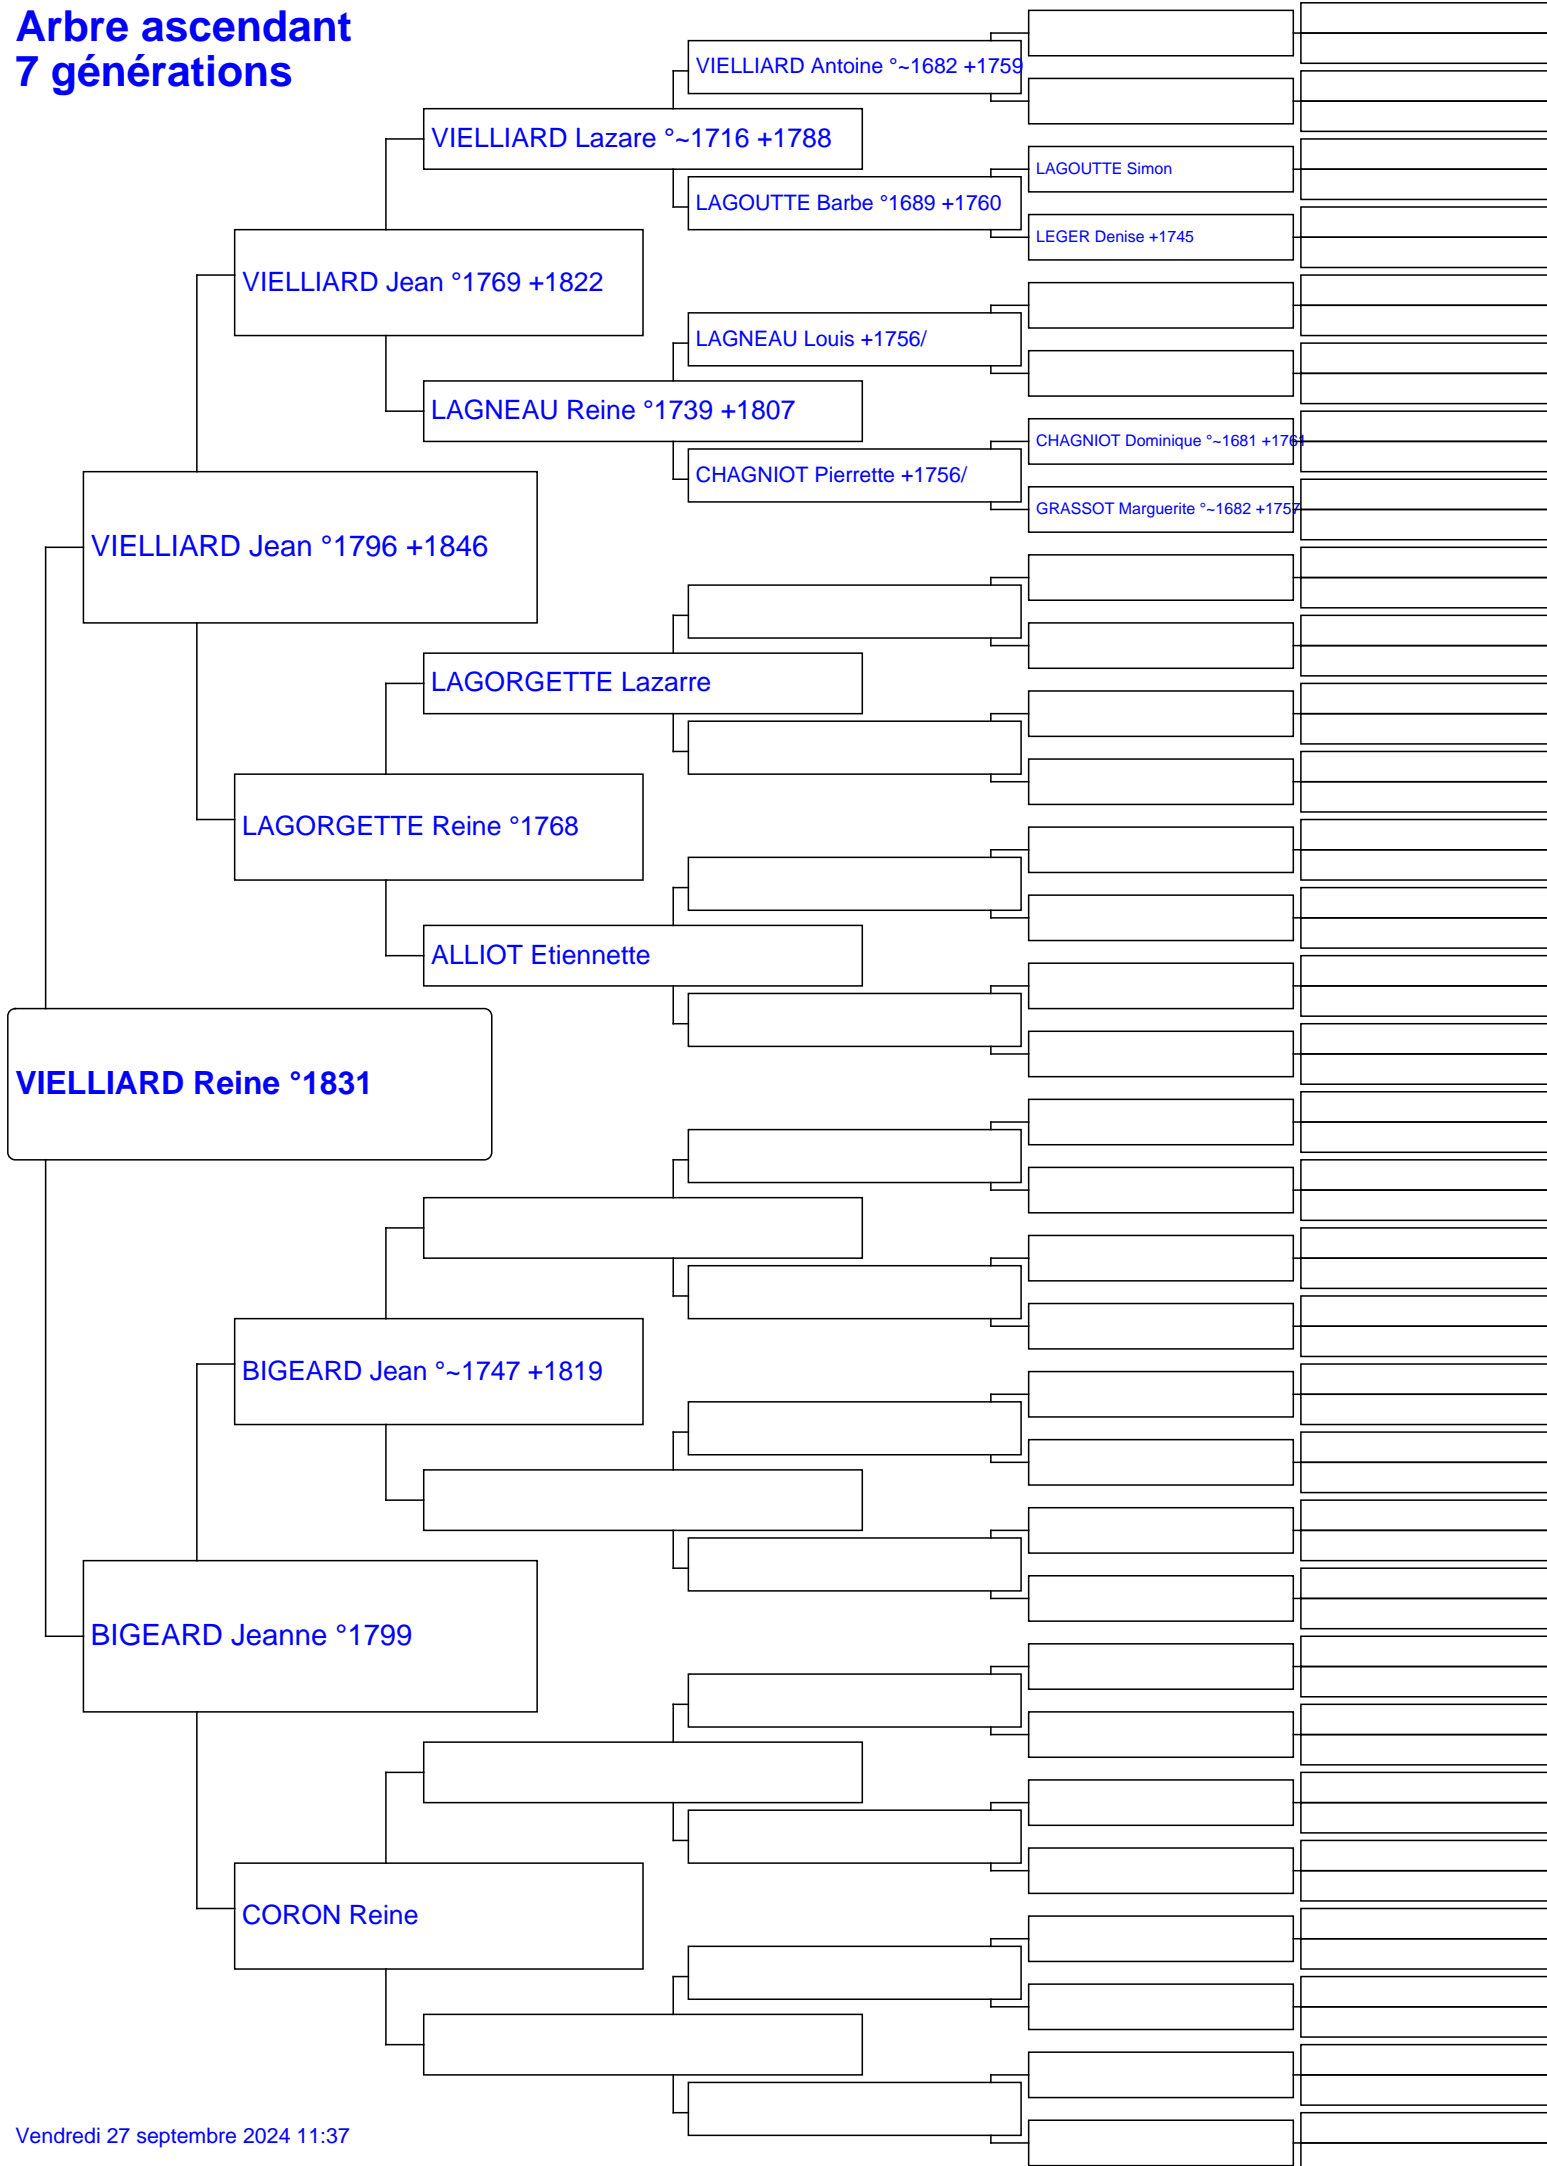 Arbre ascendant
7 générations
VIELLIARD Antoine °~1682 +1759
VIELLIARD Lazare °~1716 +1788
LAGOUTTE Simon
LAGOUTTE Barbe °1689 +1760
LEGER Denise +1745
VIELLIARD Jean °1769 +1822
LAGNEAU Louis +1756/
LAGNEAU Reine °1739 +1807
CHAGNIOT Dominique °~1681 +1761
CHAGNIOT Pierrette +1756/
GRASSOT Marguerite °~1682 +1757
VIELLIARD Jean °1796 +1846
LAGORGETTE Lazarre
LAGORGETTE Reine °1768
ALLIOT Etiennette
VIELLIARD Reine °1831
BIGEARD Jean °~1747 +1819
BIGEARD Jeanne °1799
CORON Reine
Vendredi 27 septembre 2024 11:37